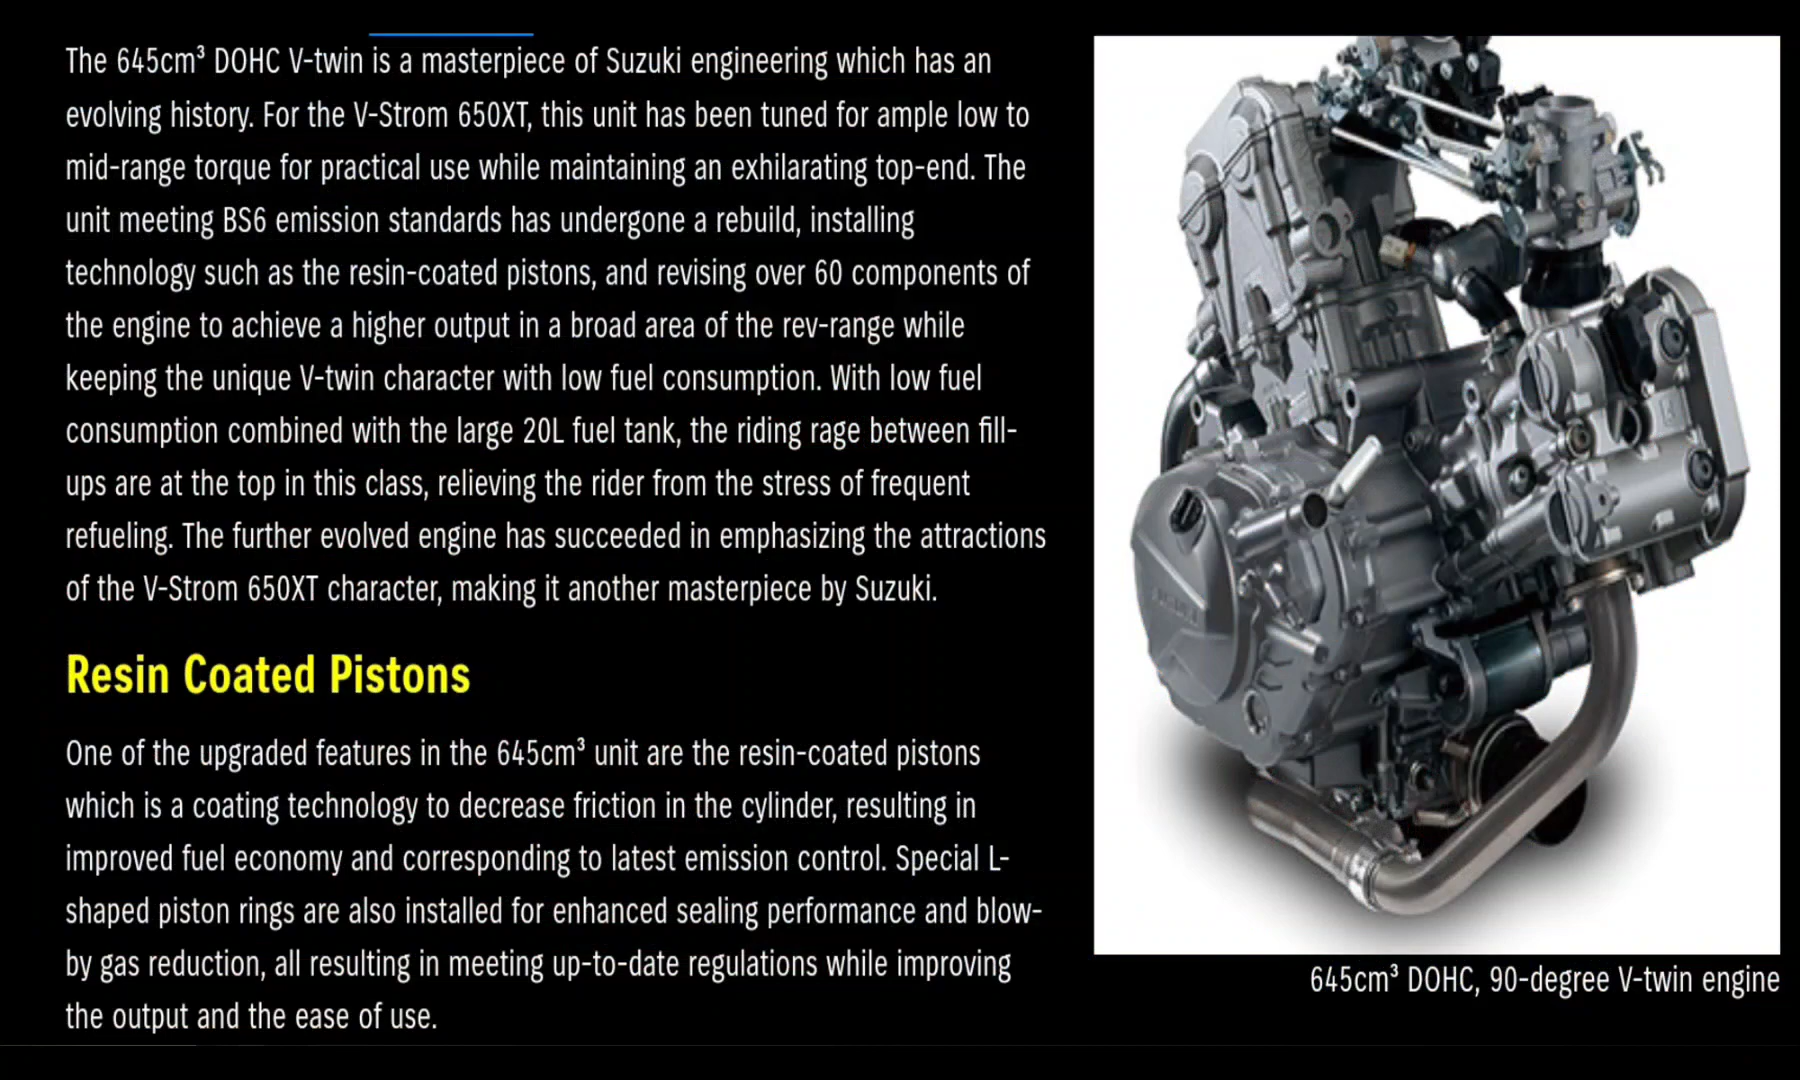 The 645cm³ DOHC V-twin is a masterpiece of Suzuki engineering which has an
evolving history. For the V-Strom 650XT, this unit has been tuned for ample low to
mid-range torque for practical use while maintaining an exhilarating top-end. The
unit meeting BS6 emission standards has undergone a rebuild, installing
technology such as the resin-coated pistons, and revising over 60 components of
the engine to achieve a higher output in a broad area of the rev-range while
keeping the unique V-twin character with low fuel consumption. With low fuel
consumption combined with the large 20L fuel tank, the riding rage between fill-
ups are at the top in this class, relieving the rider from the stress of frequent
refueling. The further evolved engine has succeeded in emphasizing the attractions
of the V-Strom 650XT character, making it another masterpiece by Suzuki.
Resin Coated Pistons
One of the upgraded features in the 645cm³ unit are the resin-coated pistons
which is a coating technology to decrease friction in the cylinder, resulting in
improved fuel economy and corresponding to latest emission control. Special L-
shaped piston rings are also installed for enhanced sealing performance and blow-
by gas reduction, all resulting in meeting up-to-date regulations while improving
the output and the ease of use.
645cm³ DOHC, 90-degree V-twin engine